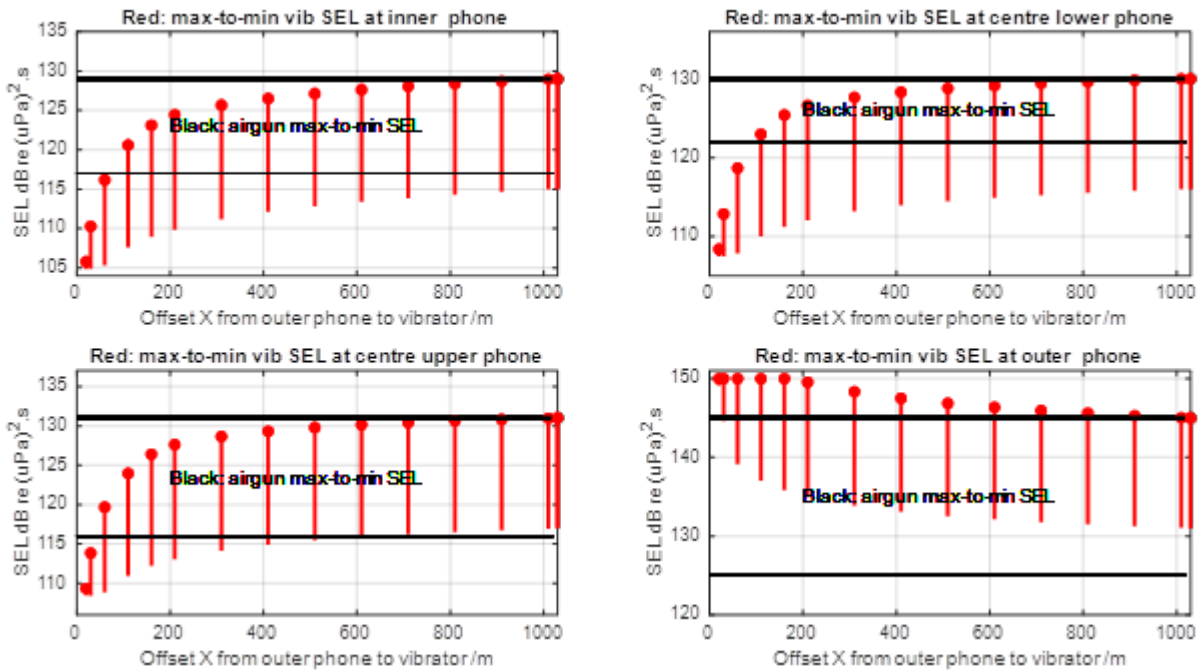 Red: max-to-min vib SEL at inner phone
135
130
125
120
115
110
105
SEL dB re (uPa)².s
Black: airgun max-to-min SEL
0
200
400
600
800
1000
Offset X from outer phone to vibrator /m
Red: max-to-min vib SEL at centre lower phone
130
120
110
SEL dB re (uPa)².s
Black: airgun max-to-min SEL
0
200
400
600
800
1000
Offset X from outer phone to vibrator /m
Red: max-to-min vib SEL at centre upper phone
135
130
125
120
115
110
SEL dB re (uPa)².s
Black: airgun max-to-min SEL
0
200
400
600
800
1000
Offset X from outer phone to vibrator /m
Red: max-to-min vib SEL at outer phone
150
140
130
120
SEL dB re (uPa)².s
Black: airgun max-to-min SEL
0
200
400
600
800
1000
Offset X from outer phone to vibrator /m